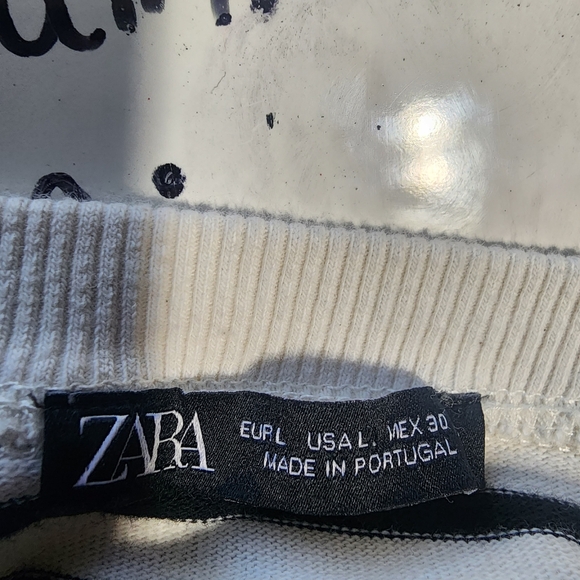 ZARA
EUR L USA L. MEX 30
MADE IN PORTUGAL